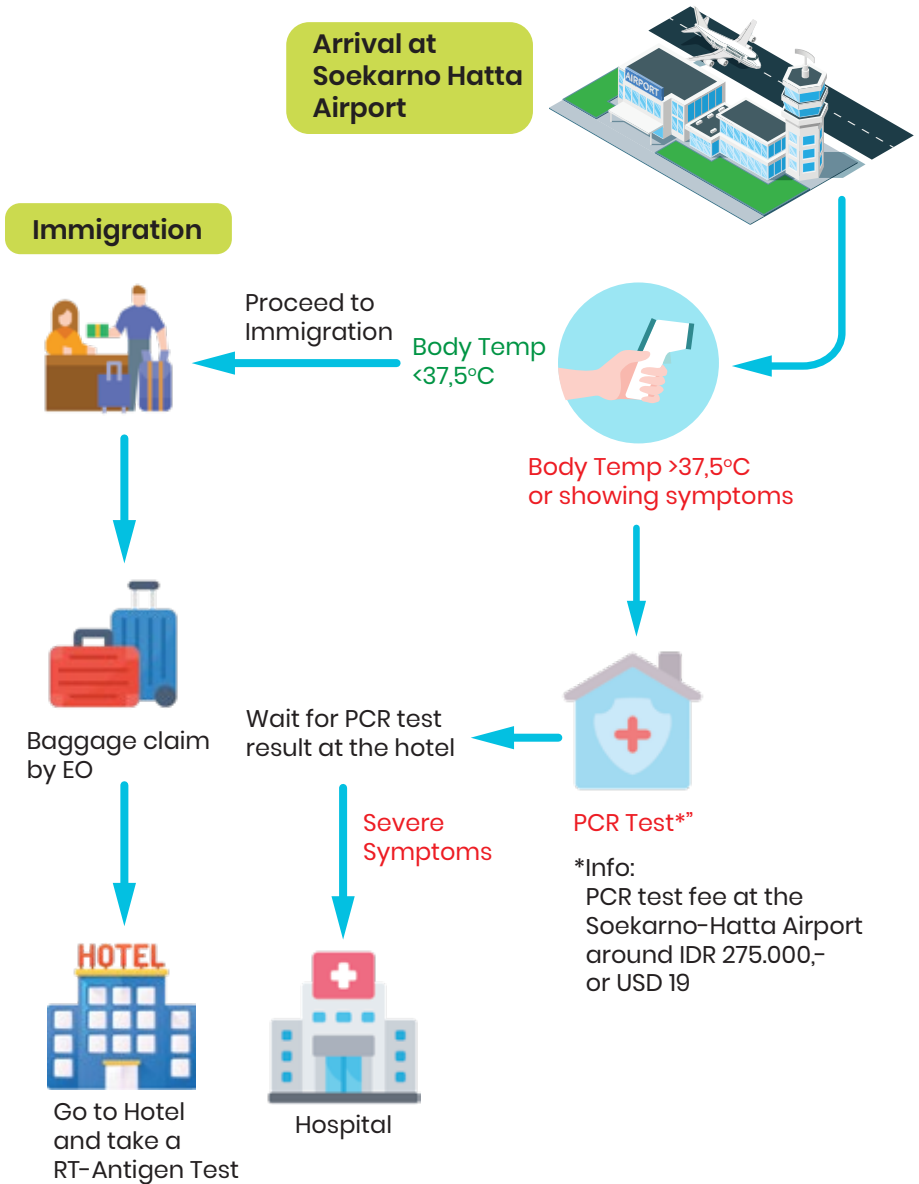 Arrival at
Soekarno Hatta
Airport
AIRPORT
Immigration
Proceed to
Immigration
Body Temp
<37,5°C
Body Temp >37,5°C
or showing symptoms
Baggage claim
by EO
Wait for PCR test
result at the hotel
Severe
Symptoms
PCR Test*”
*Info:
PCR test fee at the
Soekarno-Hatta Airport
around IDR 275.000,-
or USD 19
HOTEL
Go to Hotel
and take a
RT-Antigen Test
Hospital